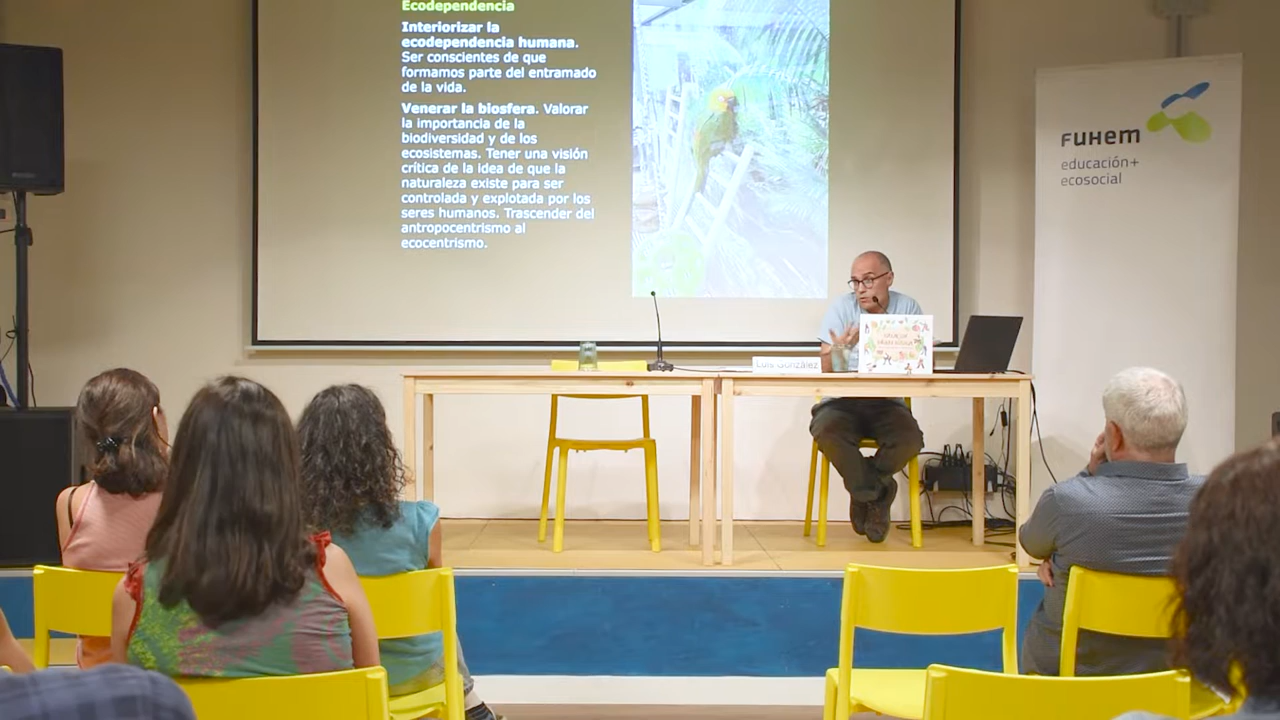 Ecodependencia
Interiorizar la
ecodependencia humana.
Ser conscientes de que
formamos parte del entramado
de la vida.
Venerar la biosfera. Valorar
la importancia de la
biodiversidad y de los
ecosistemas. Tener una visión
crítica de la idea de que la
naturaleza existe para ser
controlada y explotada por los
seres humanos. Trascender del
antropocentrismo al
ecocentrismo.
FUHEM
educación+
ecosocial
Luis González